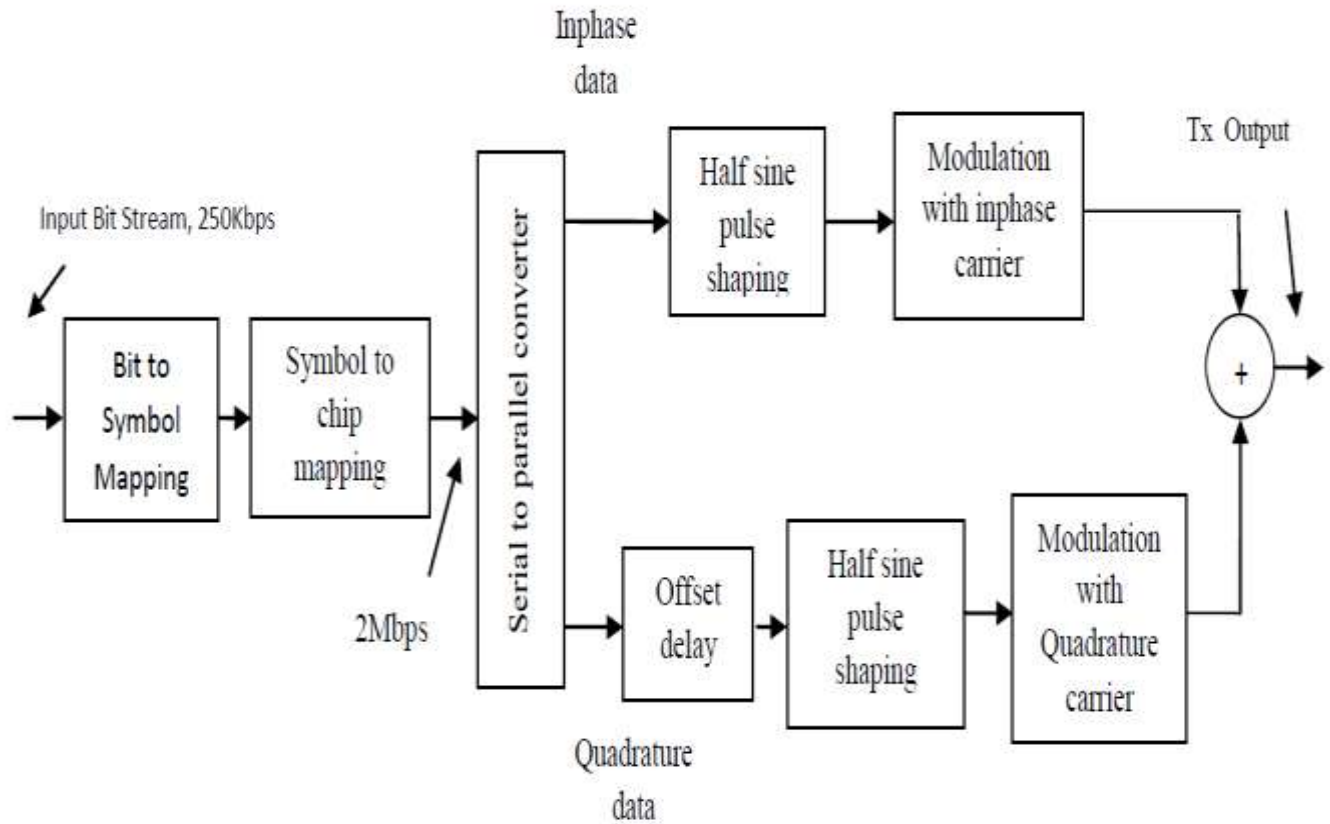 Inphase
data
Tx Output
Half sine
pulse
shaping
Modulation
with inphase
carrier
Input Bit Stream, 250Kbps
Bit to
Symbol
Mapping
Symbol to
chip
mapping
Serial to parallel converter
+
2Mbps
Offset
delay
Half sine
pulse
shaping
Modulation
with
Quadrature
carrier
Quadrature
data